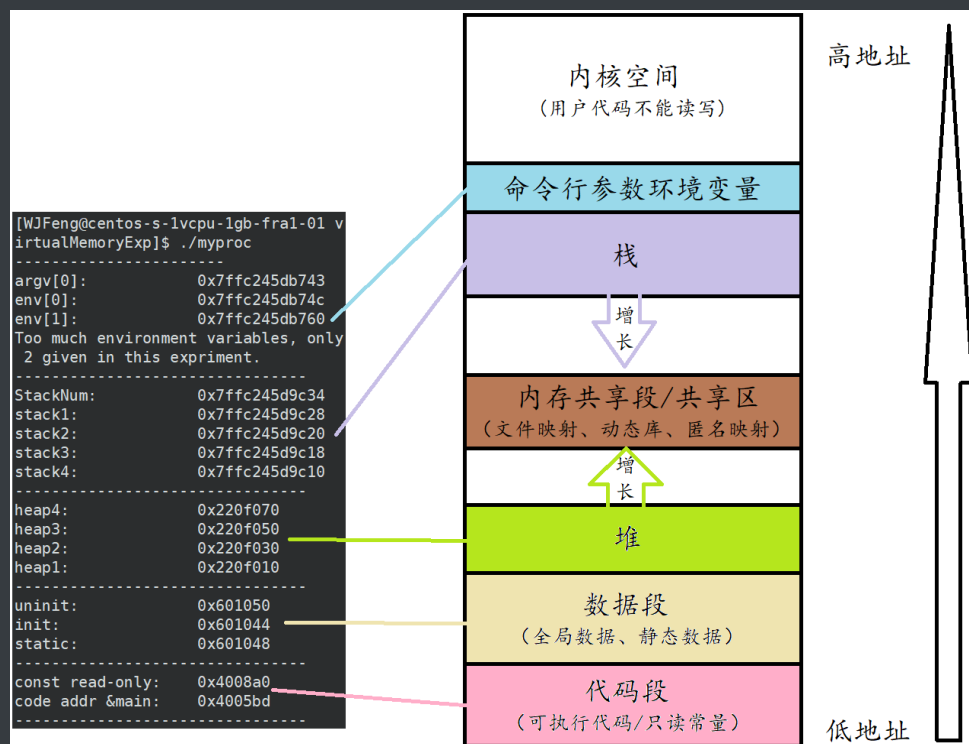 内核空间
(用户代码不能读写)
高地址
命令行参数环境变量
栈
增
长
内存共享段/共享区
(文件映射、动态库、匿名映射)
增
长
堆
数据段
(全局数据、静态数据)
代码段
(可执行代码/只读常量)
低地址
[WJFeng@centos-s-1vcpu-1gb-fra1-01 v
irtualMemoryExp]$ ./myproc
-----------------------
argv[0]: 0x7ffc245db743
env[0]: 0x7ffc245db74c
env[1]: 0x7ffc245db760
Too much environment variables, only
2 given in this expriment.
--------------------------------
StackNum: 0x7ffc245d9c34
stack1: 0x7ffc245d9c28
stack2: 0x7ffc245d9c20
stack3: 0x7ffc245d9c18
stack4: 0x7ffc245d9c10
--------------------------------
heap4: 0x220f070
heap3: 0x220f050
heap2: 0x220f030
heap1: 0x220f010
--------------------------------
uninit: 0x601050
init: 0x601044
static: 0x601048
--------------------------------
const read-only: 0x4008a0
code addr &main: 0x4005bd
--------------------------------